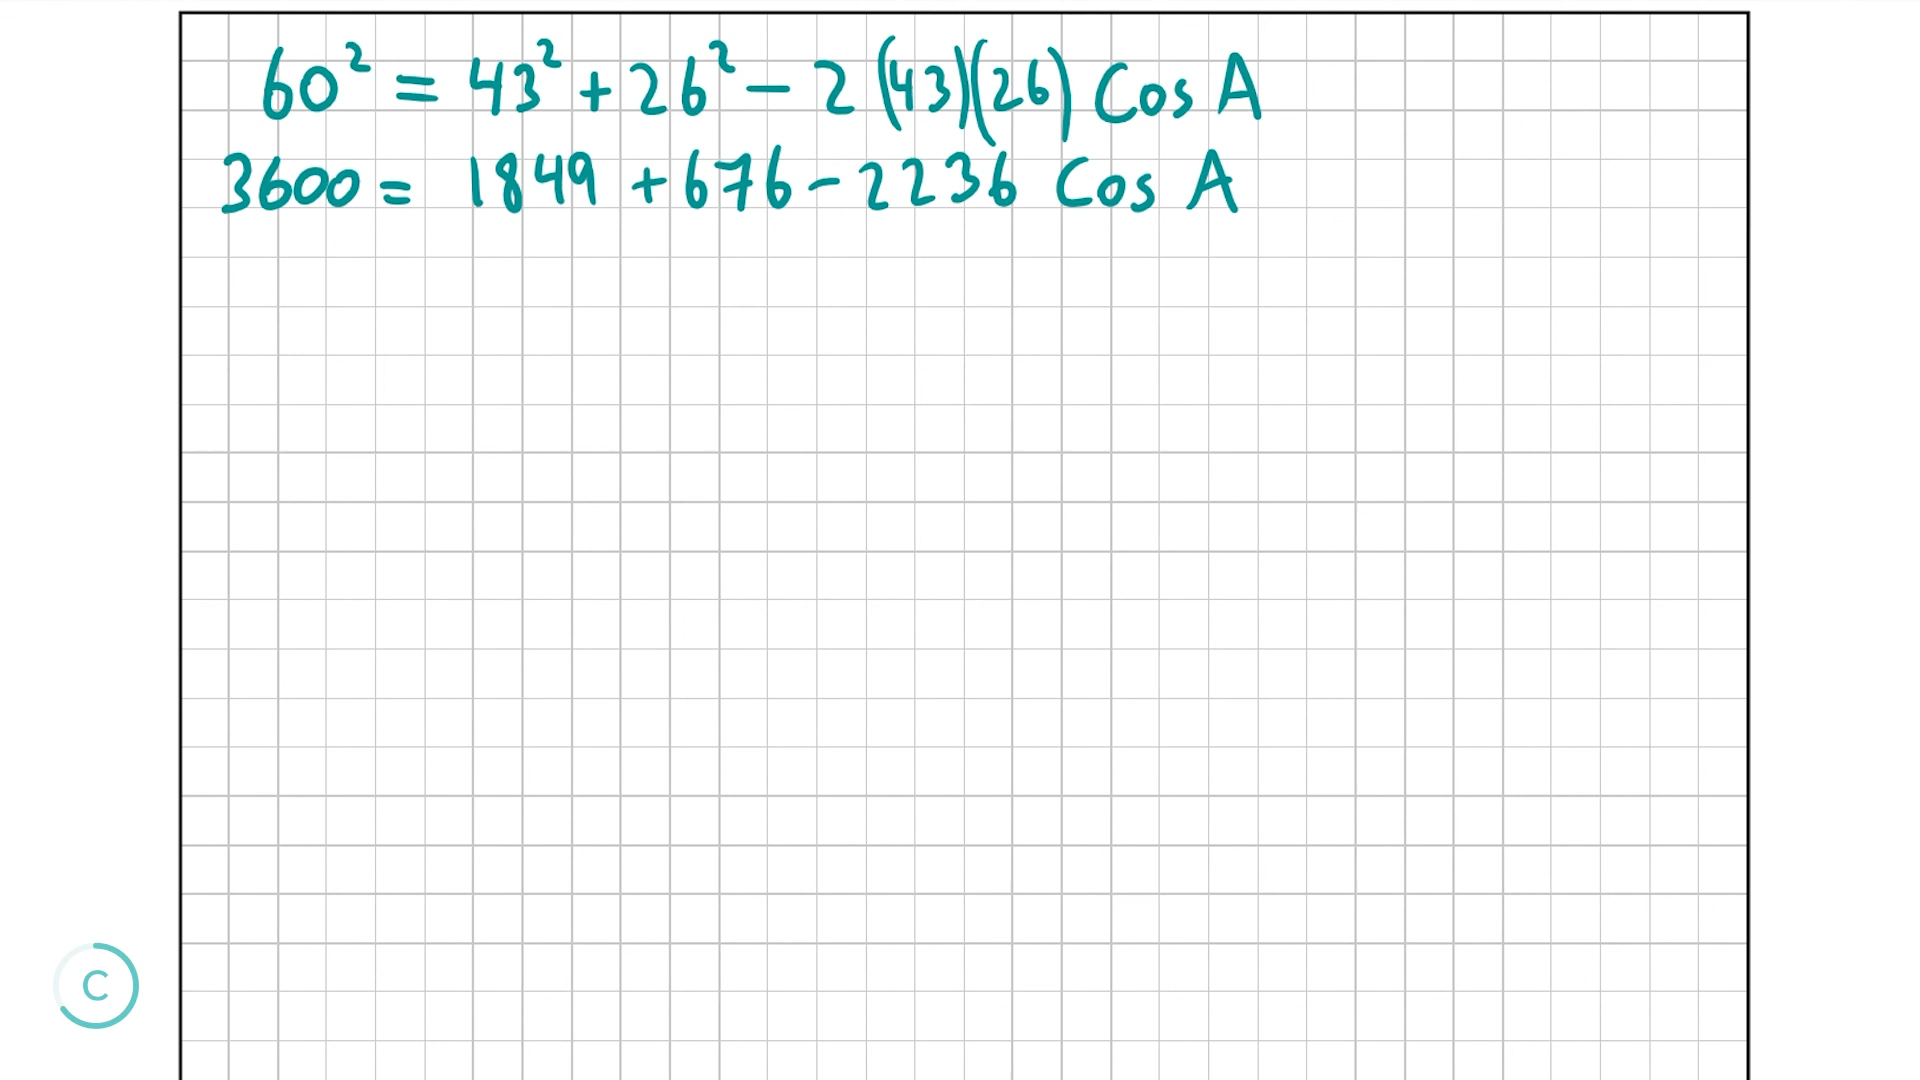 60² = 43² + 26² - 2 (43)(26) Cos A
3600 = 1849 + 676 - 2236 Cos A
C